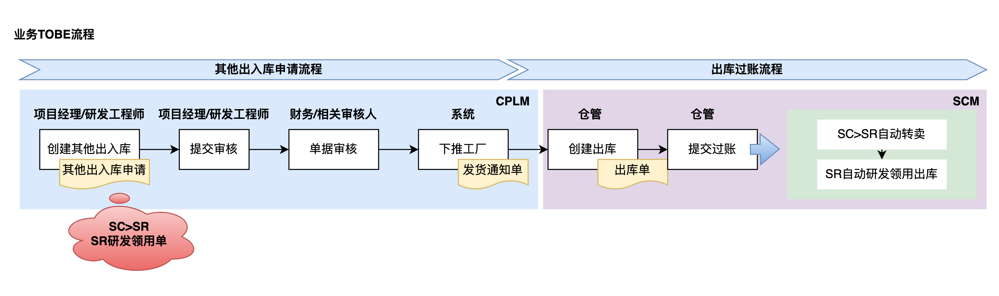 业务TOBE流程
其他出入库申请流程
出库过账流程
CPLM
SCM
项目经理/研发工程师
项目经理/研发工程师
财务/相关审核人
系统
仓管
仓管
创建其他出入库
提交审核
单据审核
下推工厂
创建出库
提交过账
SC>SR自动转卖
其他出入库申请
发货通知单
出库单
SR自动研发领用出库
SC>SR
SR研发领用单